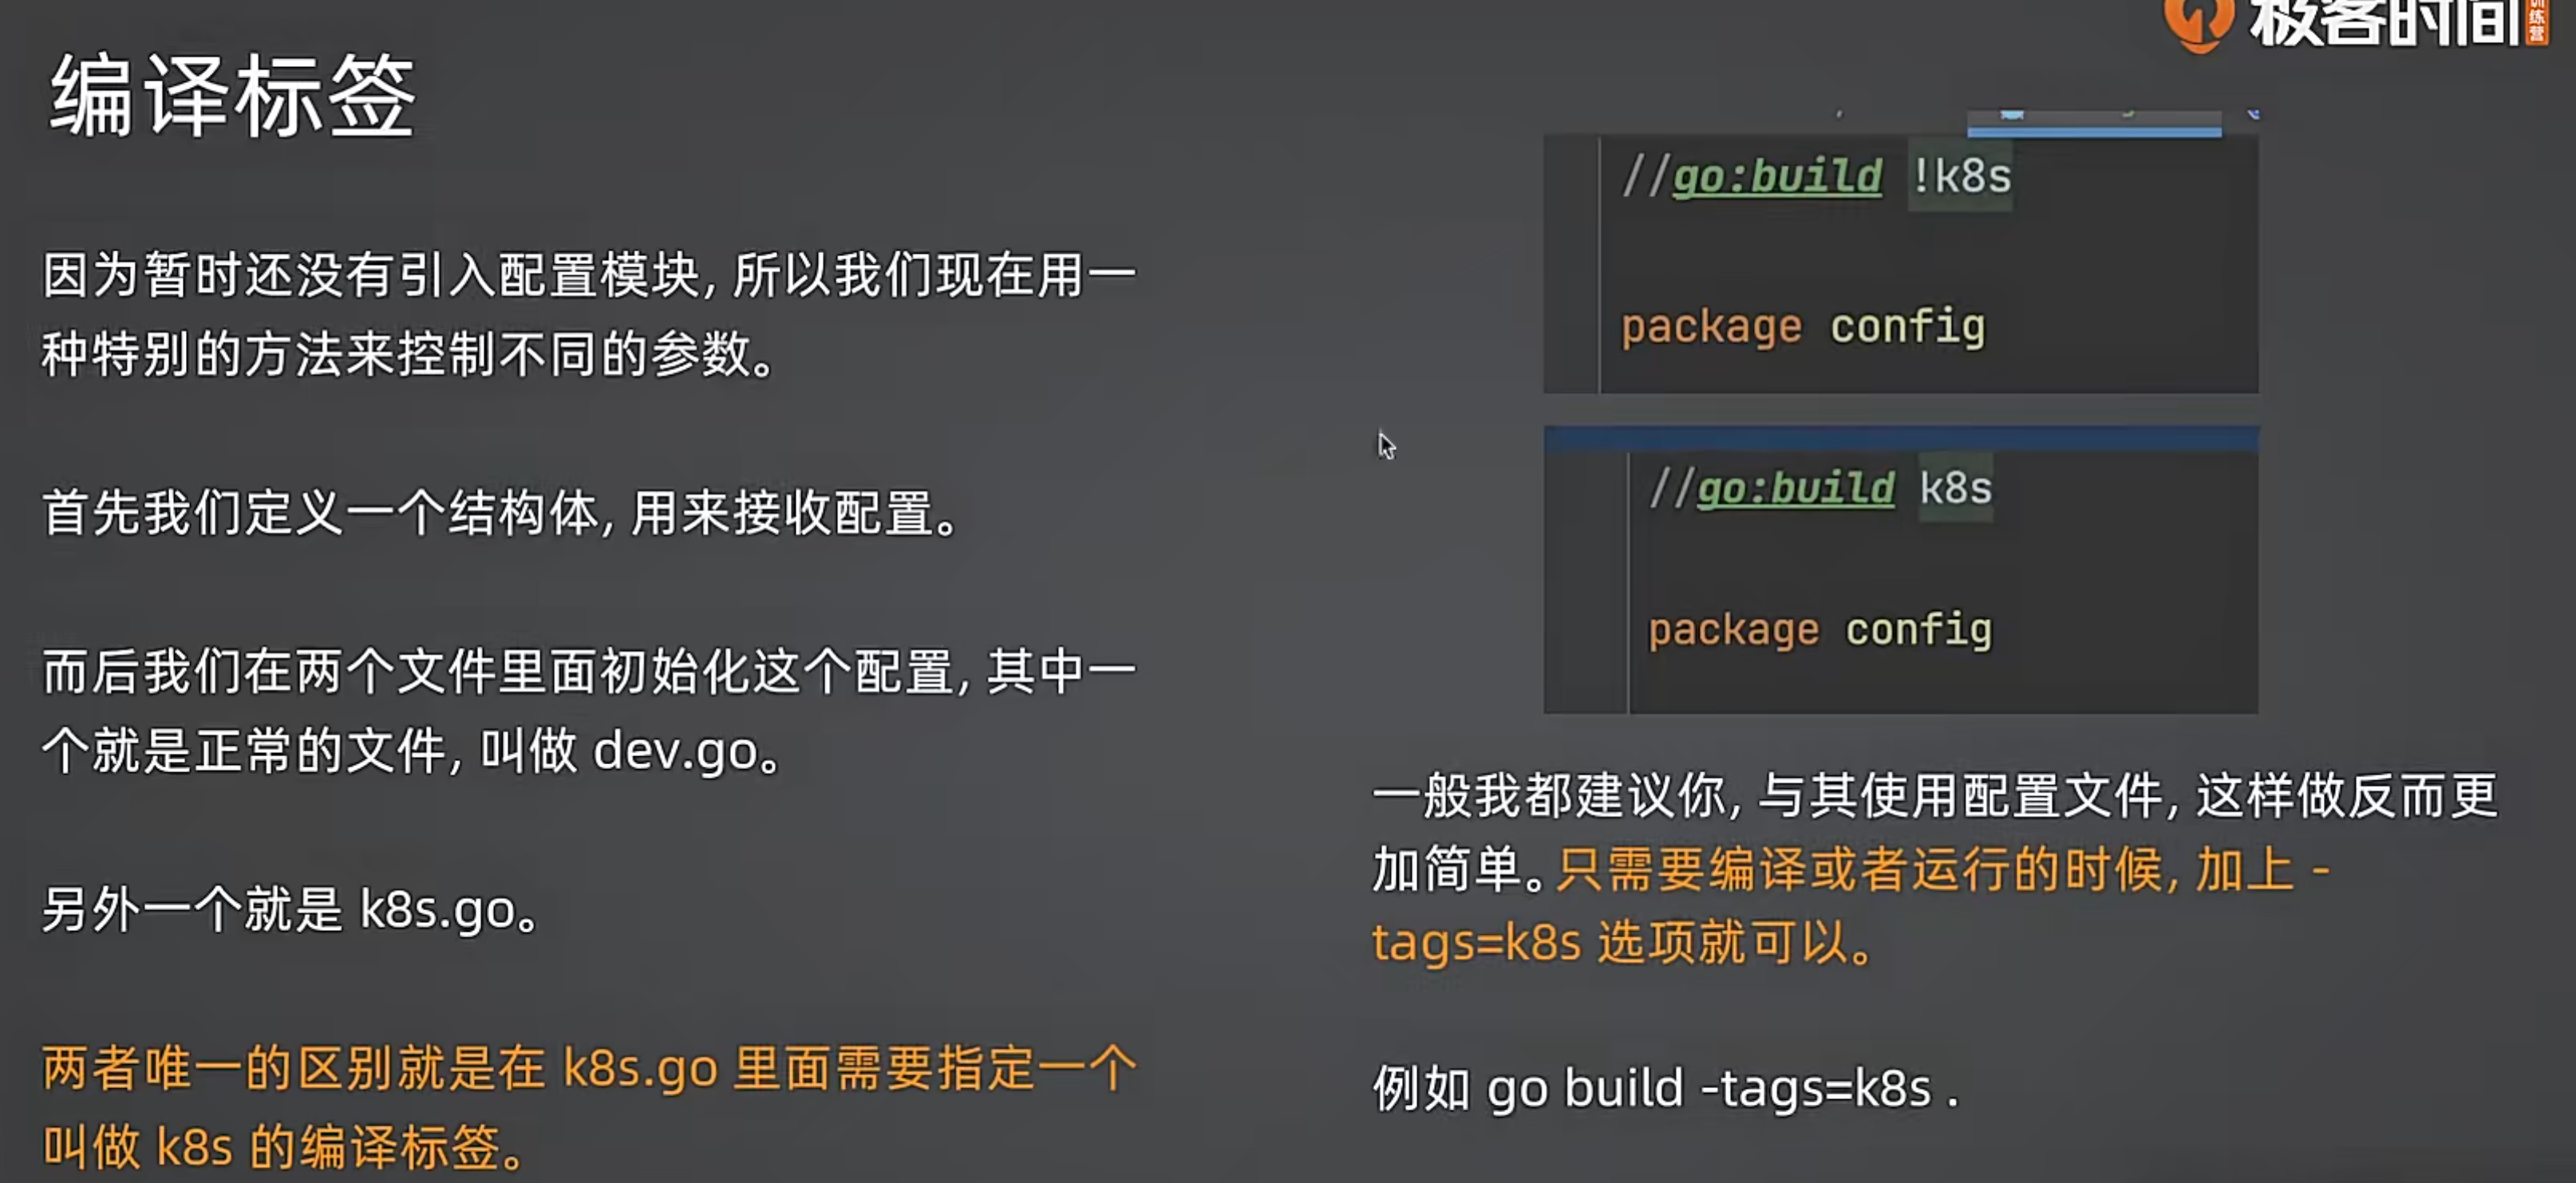 极客时间
训练营
编译标签
因为暂时还没有引入配置模块, 所以我们现在用一
种特别的方法来控制不同的参数。
首先我们定义一个结构体, 用来接收配置。
而后我们在两个文件里面初始化这个配置, 其中一
个就是正常的文件, 叫做 dev.go。
另外一个就是 k8s.go。
两者唯一的区别就是在 k8s.go 里面需要指定一个
叫做 k8s 的编译标签。
//go:build !k8s
package config
//go:build k8s
package config
一般我都建议你, 与其使用配置文件, 这样做反而更
加简单。只需要编译或者运行的时候, 加上 -
tags=k8s 选项就可以。
例如 go build -tags=k8s .